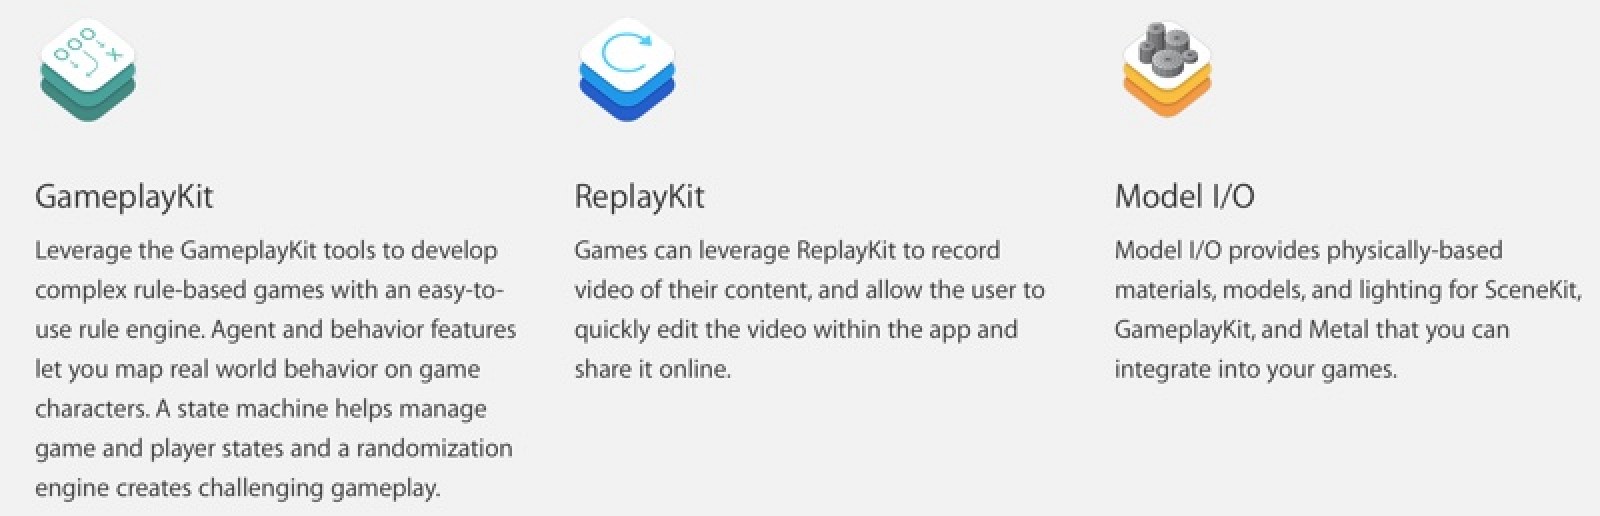 GameplayKit
Leverage the GameplayKit tools to develop
complex rule-based games with an easy-to-
use rule engine. Agent and behavior features
let you map real world behavior on game
characters. A state machine helps manage
game and player states and a randomization
engine creates challenging gameplay.
ReplayKit
Games can leverage ReplayKit to record
video of their content, and allow the user to
quickly edit the video within the app and
share it online.
Model I/O
Model I/O provides physically-based
materials, models, and lighting for SceneKit,
GameplayKit, and Metal that you can
integrate into your games.